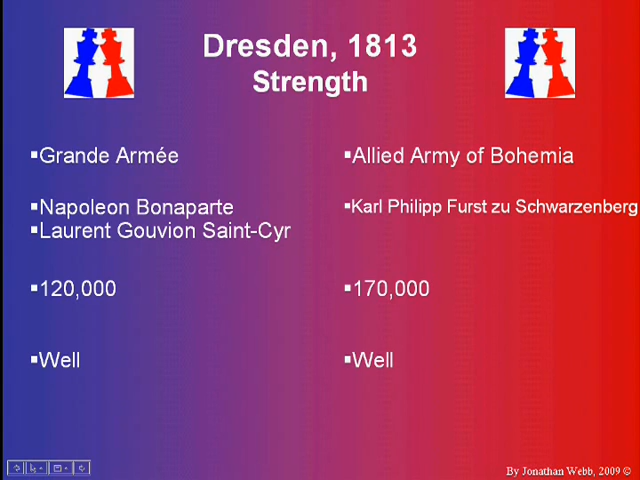 Dresden, 1813
Strength
▪Grande Armée
▪Allied Army of Bohemia
▪Napoleon Bonaparte
▪Laurent Gouvion Saint-Cyr
▪Karl Philipp Furst zu Schwarzenberg
▪120,000
▪170,000
▪Well
▪Well
By Jonathan Webb, 2009 ©